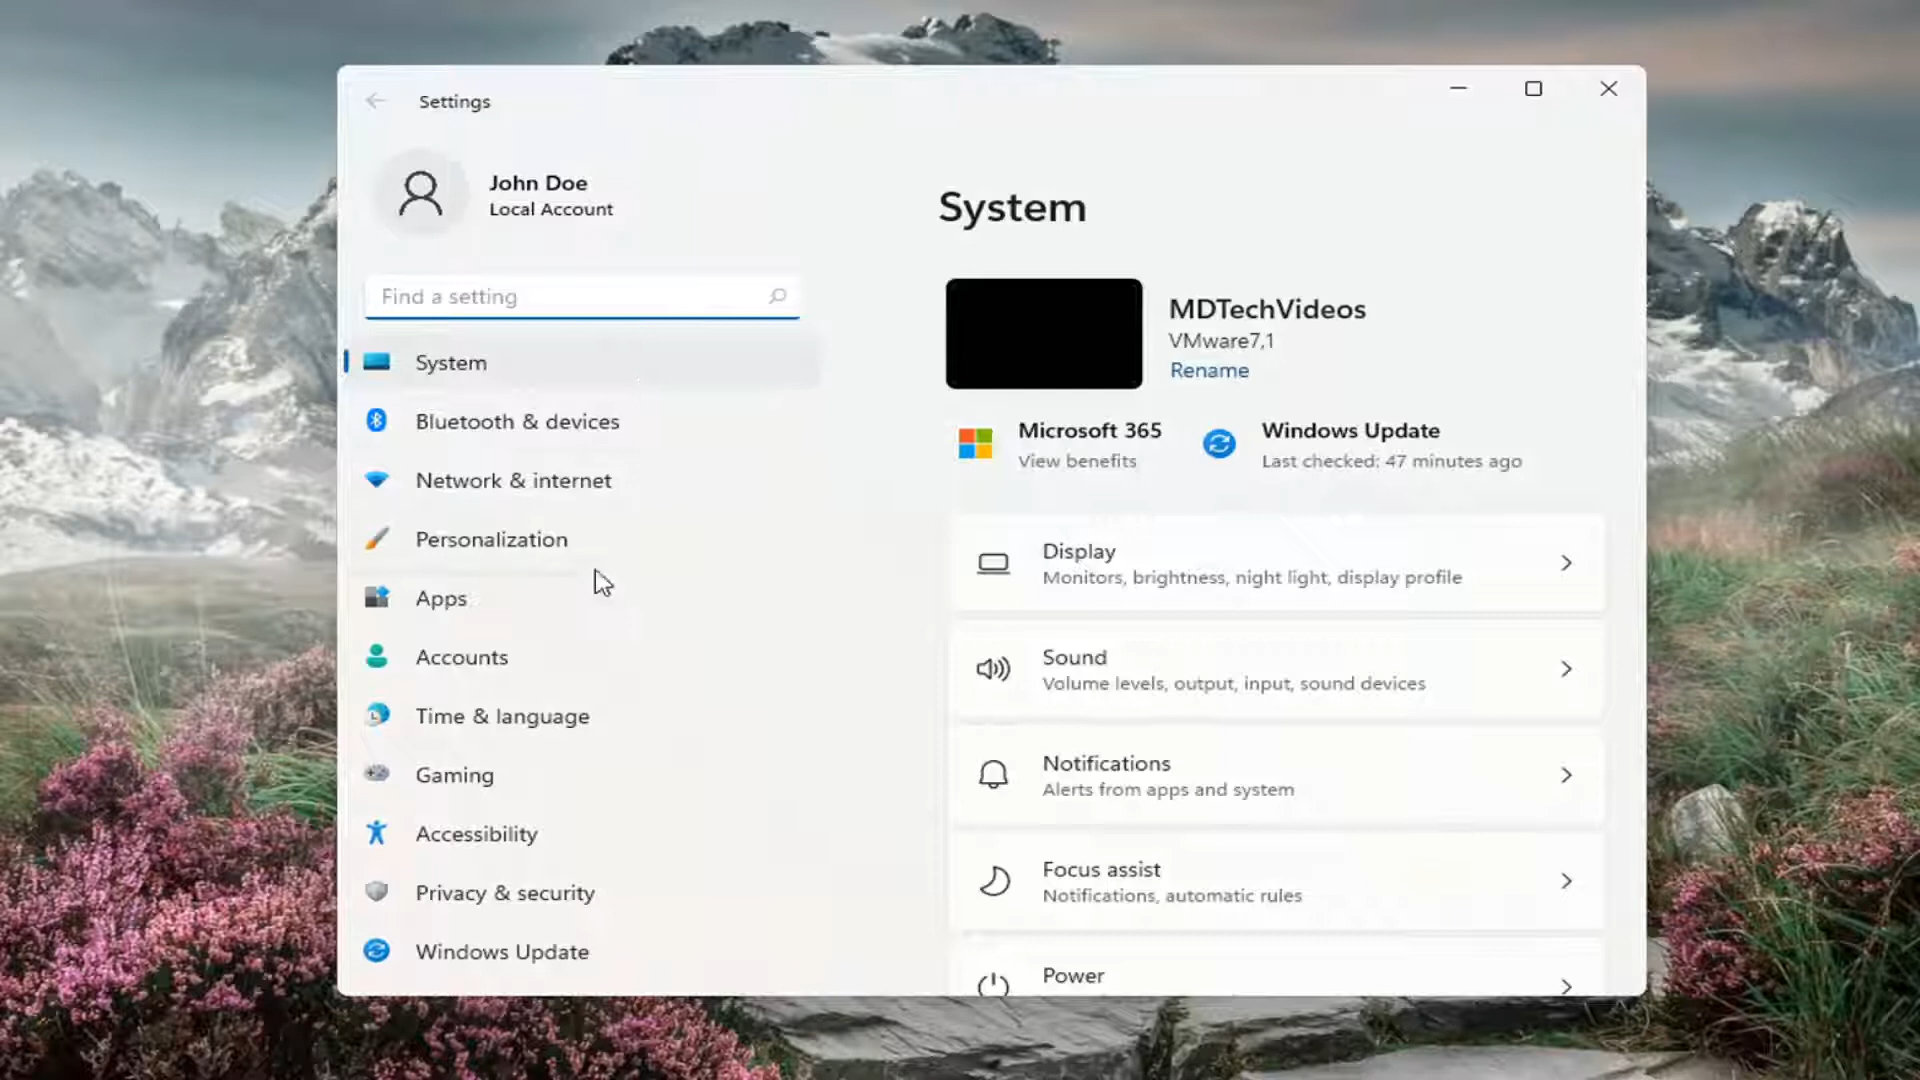 Settings
John Doe
Local Account
Find a setting
System
Bluetooth & devices
Network & internet
Personalization
Apps
Accounts
Time & language
Gaming
Accessibility
Privacy & security
Windows Update
System
MDTechVideos
VMware7,1
Rename
Microsoft 365
View benefits
Windows Update
Last checked: 47 minutes ago
Display
Monitors, brightness, night light, display profile
Sound
Volume levels, output, input, sound devices
Notifications
Alerts from apps and system
Focus assist
Notifications, automatic rules
Power